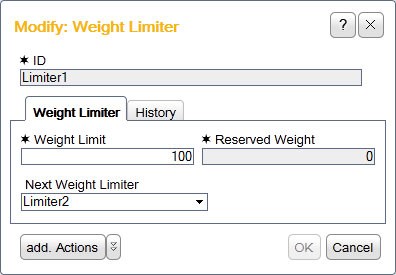 Modify: Weight Limiter
?
✶ ID
Limiter1
Weight Limiter History
✶ Weight Limit ✶ Reserved Weight
100 0
Next Weight Limiter
Limiter2
add. Actions OK Cancel